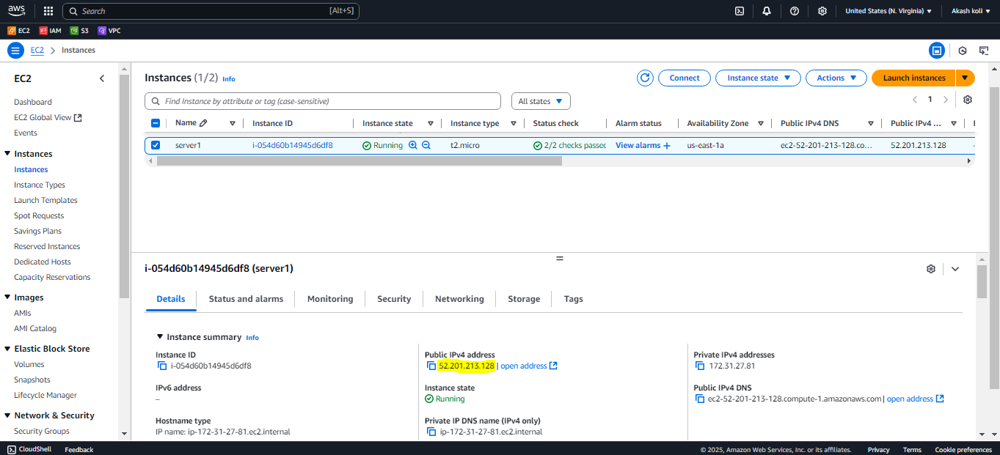 aws Search [Alt+S] United States (N. Virginia) Akash koli
EC2 IAM S3 VPC
EC2 Instances
EC2
Dashboard
EC2 Global View
Events
Instances
Instances
Instance Types
Launch Templates
Spot Requests
Savings Plans
Reserved Instances
Dedicated Hosts
Capacity Reservations
Images
AMIs
AMI Catalog
Elastic Block Store
Volumes
Snapshots
Lifecycle Manager
Network & Security
Security Groups
Instances (1/2) Info Connect Instance state Actions Launch instances
Find Instance by attribute or tag (case-sensitive) All states 1
Name Instance ID Instance state Instance type Status check Alarm status Availability Zone Public IPv4 DNS Public IPv4 ...
server1 i-054d60b14945d6df8 Running t2.micro 2/2 checks passed View alarms + us-east-1a ec2-52-201-213-128.co... 52.201.213.128 –
i-054d60b14945d6df8 (server1)
Details Status and alarms Monitoring Security Networking Storage Tags
Instance summary Info
Instance ID
i-054d60b14945d6df8
IPv6 address
–
Hostname type
IP name: ip-172-31-27-81.ec2.internal
Public IPv4 address
52.201.213.128 | open address
Instance state
Running
Private IP DNS name (IPv4 only)
ip-172-31-27-81.ec2.internal
Private IPv4 addresses
172.31.27.81
Public IPv4 DNS
ec2-52-201-213-128.compute-1.amazonaws.com | open address
CloudShell Feedback © 2025, Amazon Web Services, Inc. or its affiliates. Privacy Terms Cookie preferences